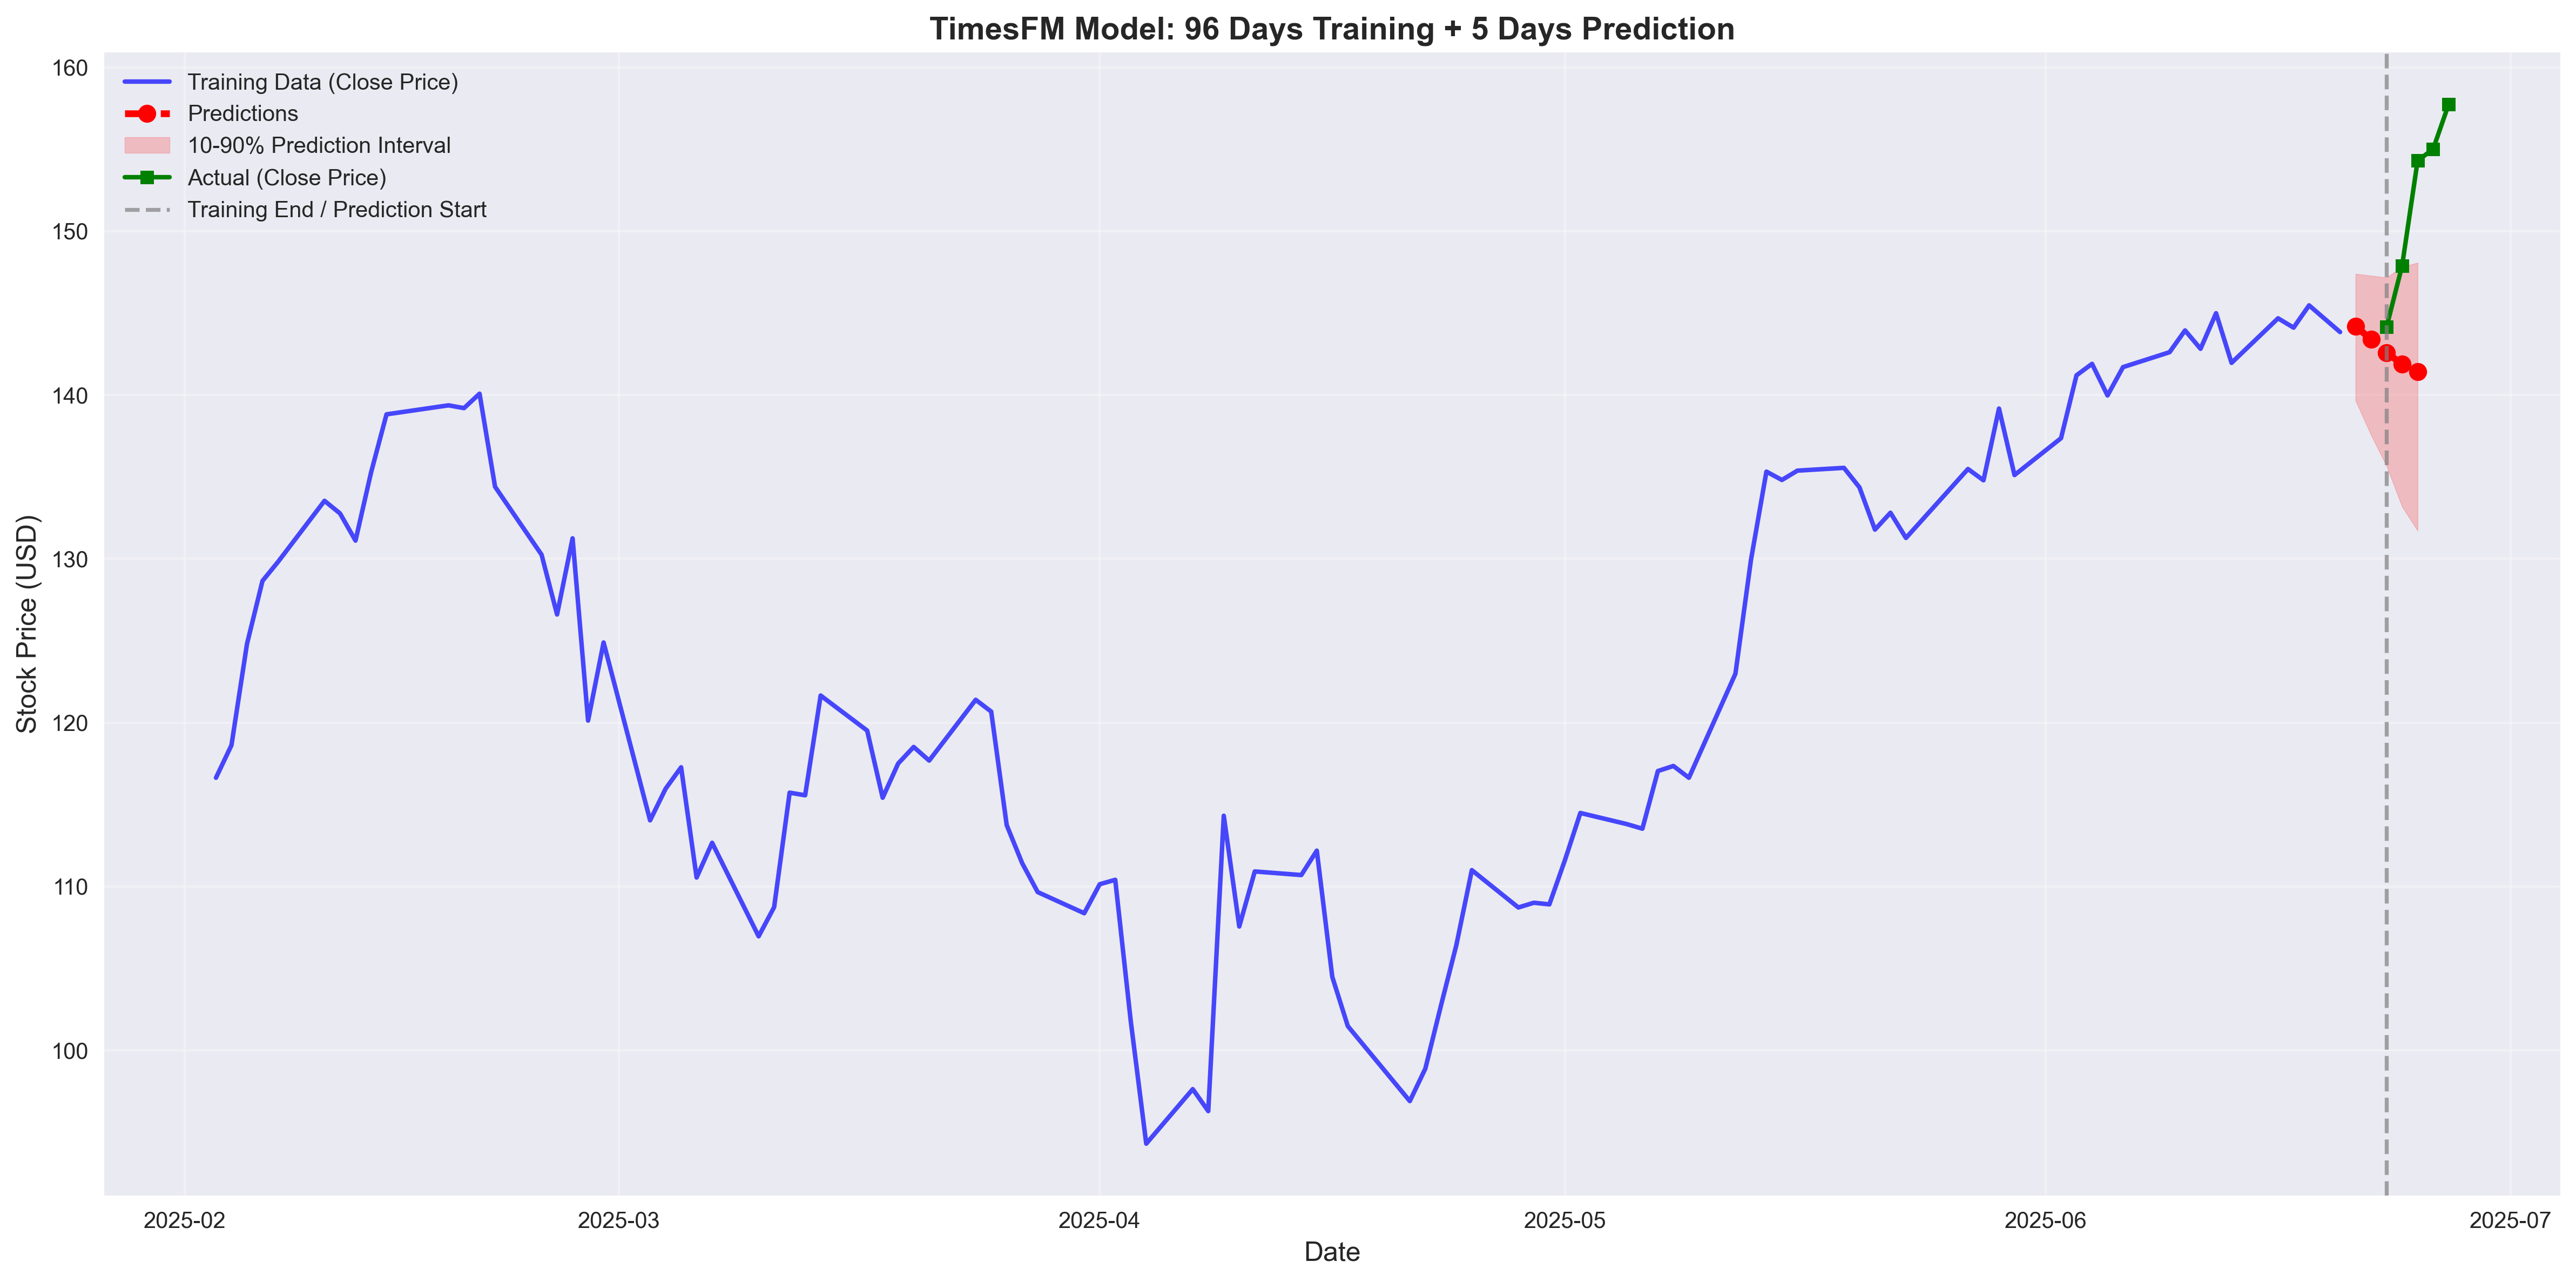 TimesFM Model: 96 Days Training + 5 Days Prediction
Training Data (Close Price)
Predictions
10-90% Prediction Interval
Actual (Close Price)
Training End / Prediction Start
Stock Price (USD)
160
150
140
130
120
110
100
2025-02
2025-03
2025-04
2025-05
2025-06
2025-07
Date